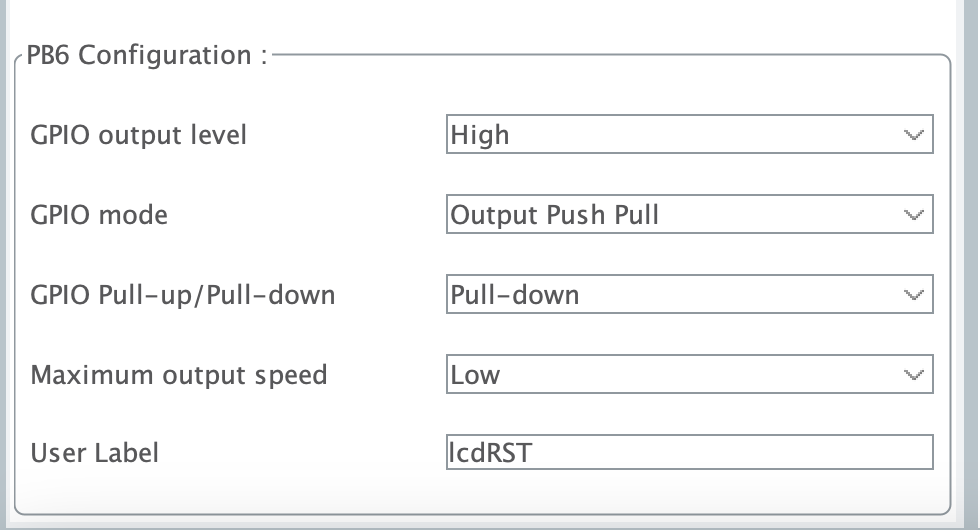 PB6 Configuration :
GPIO output level High
GPIO mode Output Push Pull
GPIO Pull-up/Pull-down Pull-down
Maximum output speed Low
User Label lcdRST